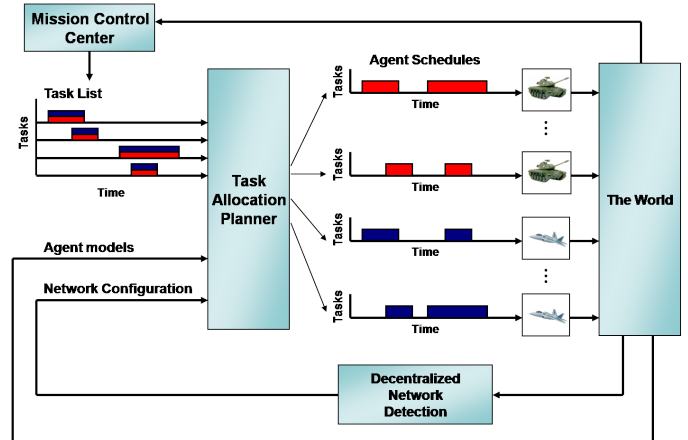 Mission Control
Center
Task List
Tasks
Time
Agent models
Network Configuration
Task
Allocation
Planner
Agent Schedules
Tasks
Time
⋮
Tasks
Time
Tasks
Time
⋮
Tasks
Time
The World
Decentralized
Network
Detection